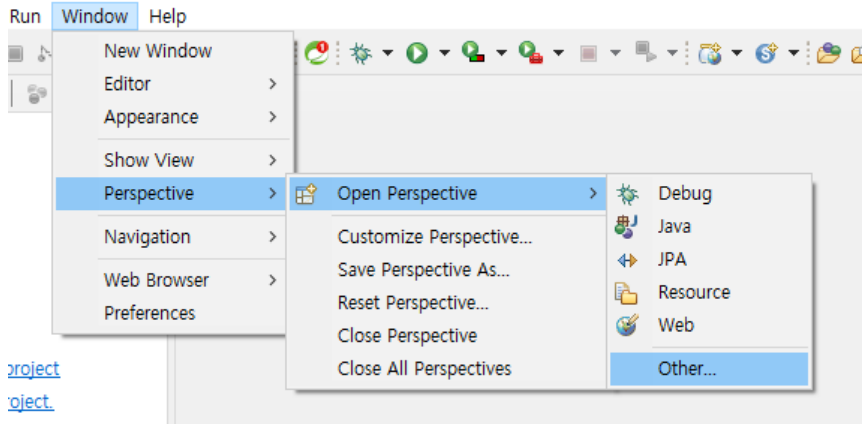 Run Window Help
New Window
Editor
Appearance
Show View
Perspective
Navigation
Web Browser
Preferences
Open Perspective
Customize Perspective...
Save Perspective As...
Reset Perspective...
Close Perspective
Close All Perspectives
Debug
Java
JPA
Resource
Web
Other...
project
roject.